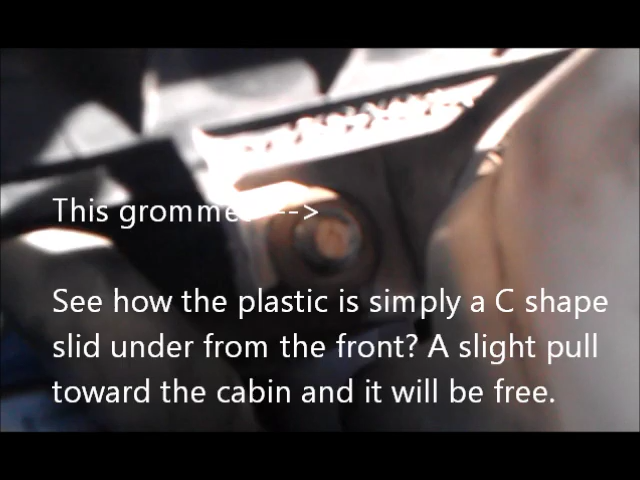 This grommet --->
See how the plastic is simply a C shape
slid under from the front? A slight pull
toward the cabin and it will be free.